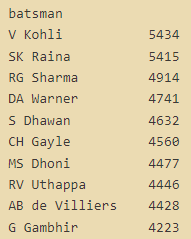 batsman
V Kohli 5434
SK Raina 5415
RG Sharma 4914
DA Warner 4741
S Dhawan 4632
CH Gayle 4560
MS Dhoni 4477
RV Uthappa 4446
AB de Villiers 4428
G Gambhir 4223